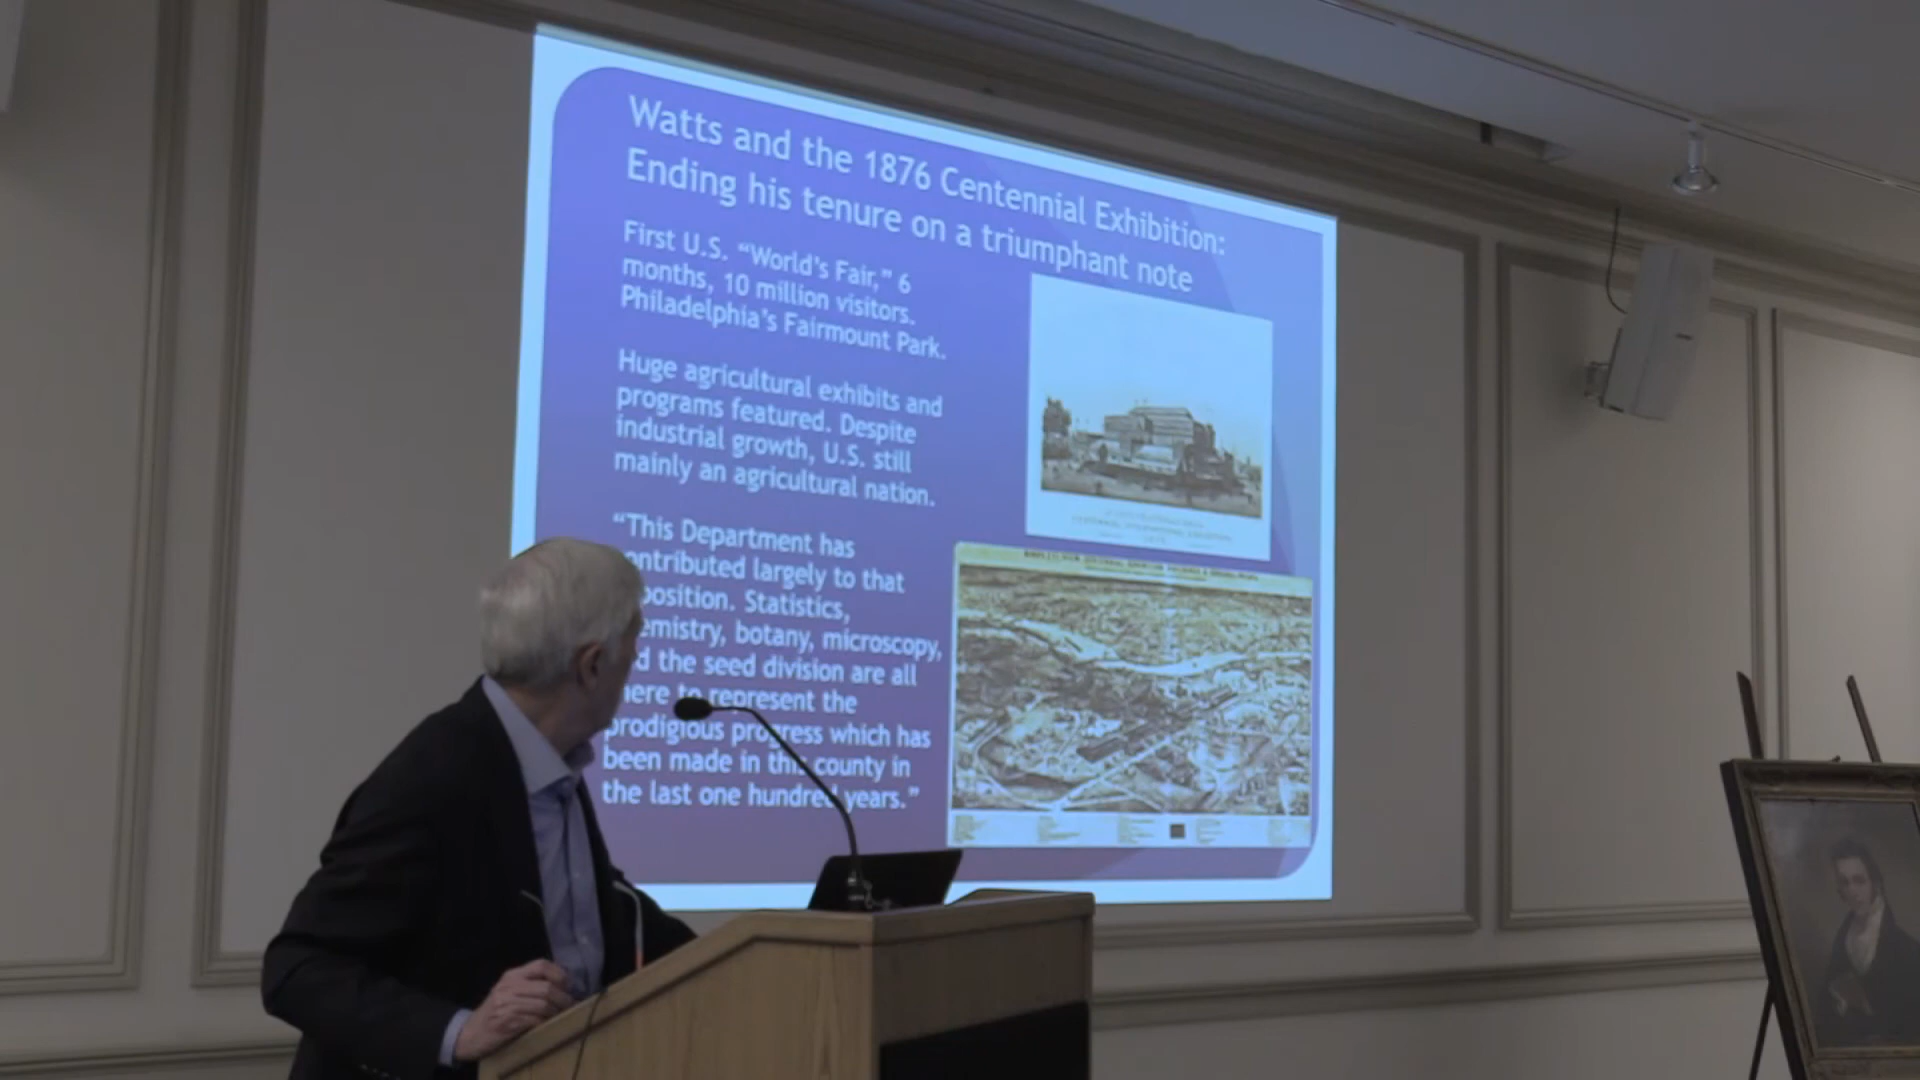 Watts and the 1876 Centennial Exhibition:
Ending his tenure on a triumphant note
First U.S. “World’s Fair,” 6
months, 10 million visitors.
Philadelphia’s Fairmount Park.
Huge agricultural exhibits and
programs featured. Despite
industrial growth, U.S. still
mainly an agricultural nation.
“This Department has
ontributed largely to that
position. Statistics,
emistry, botany, microscopy,
d the seed division are all
here to represent the
prodigious progress which has
been made in this county in
the last one hundred years.”